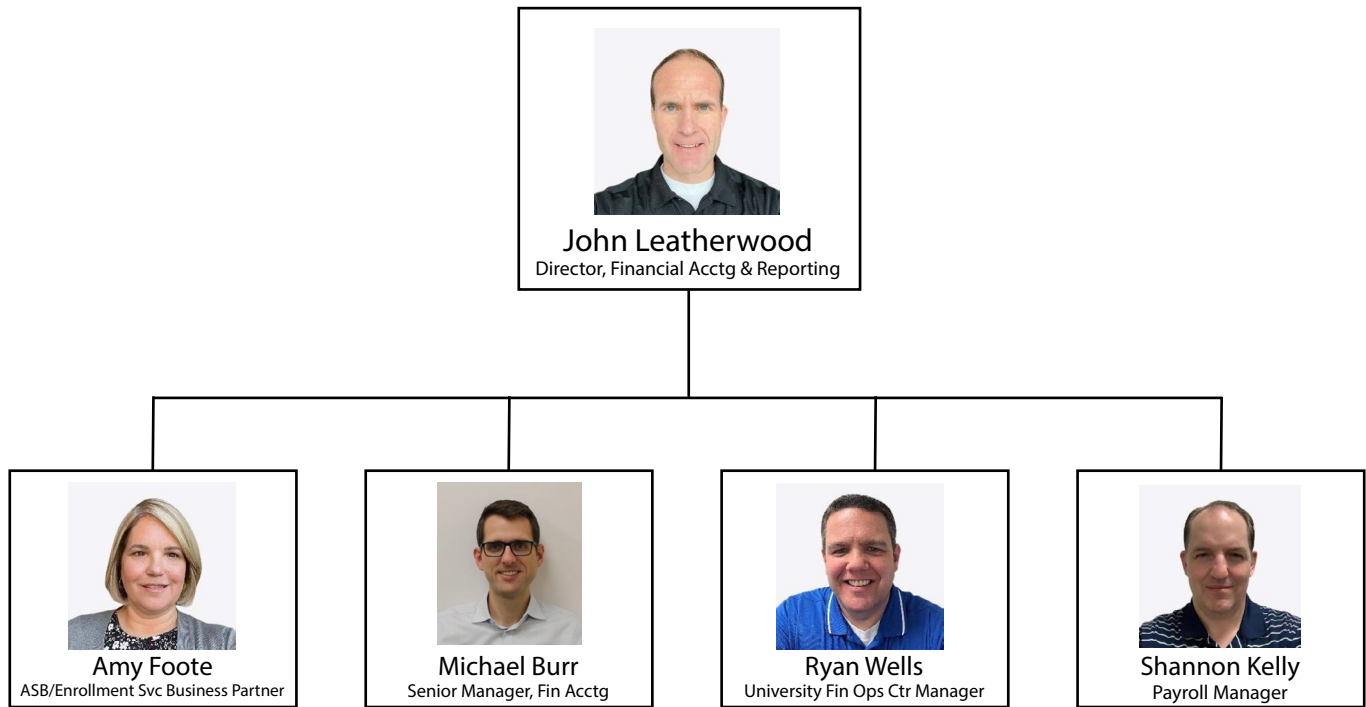 John Leatherwood
Director, Financial Acctg & Reporting
Amy Foote
ASB/Enrollment Svc Business Partner
Michael Burr
Senior Manager, Fin Acctg
Ryan Wells
University Fin Ops Ctr Manager
Shannon Kelly
Payroll Manager